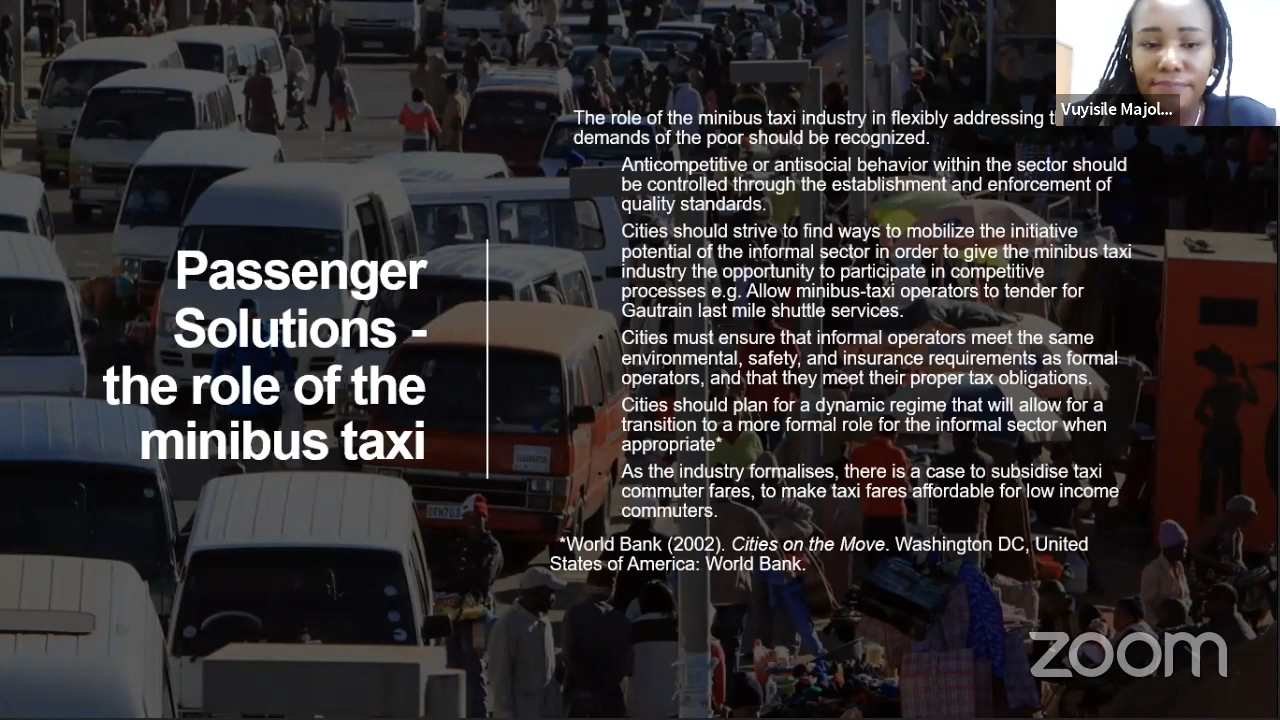 Vuyisile Majol...
The role of the minibus taxi industry in flexibly addressing
demands of the poor should be recognized.
Anticompetitive or antisocial behavior within the sector should
be controlled through the establishment and enforcement of
quality standards.
Cities should strive to find ways to mobilize the initiative
potential of the informal sector in order to give the minibus taxi
industry the opportunity to participate in competitive
processes e.g. Allow minibus-taxi operators to tender for
Gautrain last mile shuttle services.
Cities must ensure that informal operators meet the same
environmental, safety, and insurance requirements as formal
operators, and that they meet their proper tax obligations.
Cities should plan for a dynamic regime that will allow for a
transition to a more formal role for the informal sector when
appropriate*
As the industry formalises, there is a case to subsidise taxi
commuter fares, to make taxi fares affordable for low income
commuters.
*World Bank (2002). Cities on the Move. Washington DC, United
States of America: World Bank.
Passenger
Solutions -
the role of the
minibus taxi
zoom